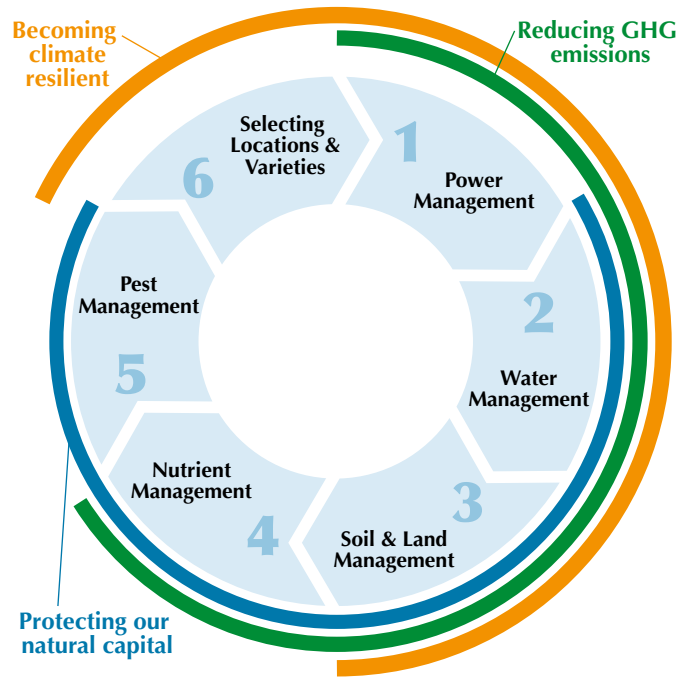 Becoming
climate
resilient
Reducing GHG
emissions
1
Power
Management
2
Water
Management
3
Soil & Land
Management
4
Nutrient
Management
5
Pest
Management
6
Selecting
Locations &
Varieties
Protecting our
natural capital